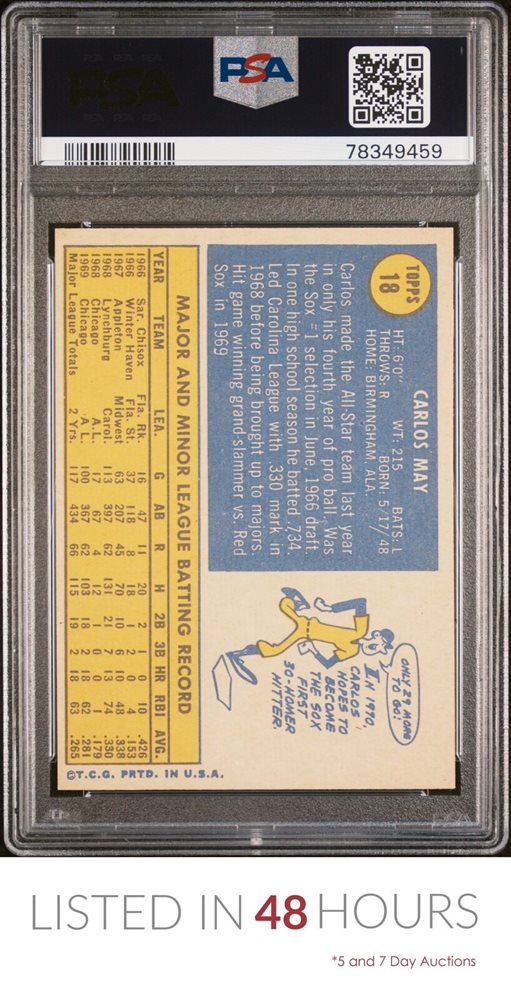 PSA
PSA
78349459
TOPPS
18
CARLOS MAY
HT: 6'0" WT: 215 BATS: L
THROWS: R BORN: 5/17/48
HOME: BIRMINGHAM, ALA.
Carlos made the All-Star team last year
in only his fourth year of pro ball. Was
the Sox #1 selection in June, 1966 draft.
In one high school season he batted .734.
Led Carolina League with .330 mark in
1968 before being brought up to majors.
Hit game winning grand-slammer vs. Red
Sox in 1969
ONLY 29 MORE
TO GO!
IN 1970,
CARLOS
HOPES TO
BECOME
THE SOX
FIRST
30-HOMER
HITTER.
MAJOR AND MINOR LEAGUE BATTING RECORD
YEAR TEAM LEA. G AB R H 2B 3B HR RBI AVG.
1966 Sar. Chisox Fla. Rk. 16 47 11 20 2 2 0 10 .426
1966 Winter Haven Fla. St. 37 118 8 18 1 0 0 4 .153
1967 Appleton Midwest 63 207 45 70 10 6 10 48 .338
1968 Lynchburg Carol. 113 397 62 131 21 7 13 74 .330
1968 Chicago A. L. 17 67 4 12 1 0 0 1 .179
1969 Chicago A. L. 100 367 62 103 18 2 18 62 .281
Major League Totals 2 Yrs. 117 434 66 115 19 2 18 63 .265
©T.C.G. PRTD. IN U.S.A.
LISTED IN 48 HOURS
*5 and 7 Day Auctions